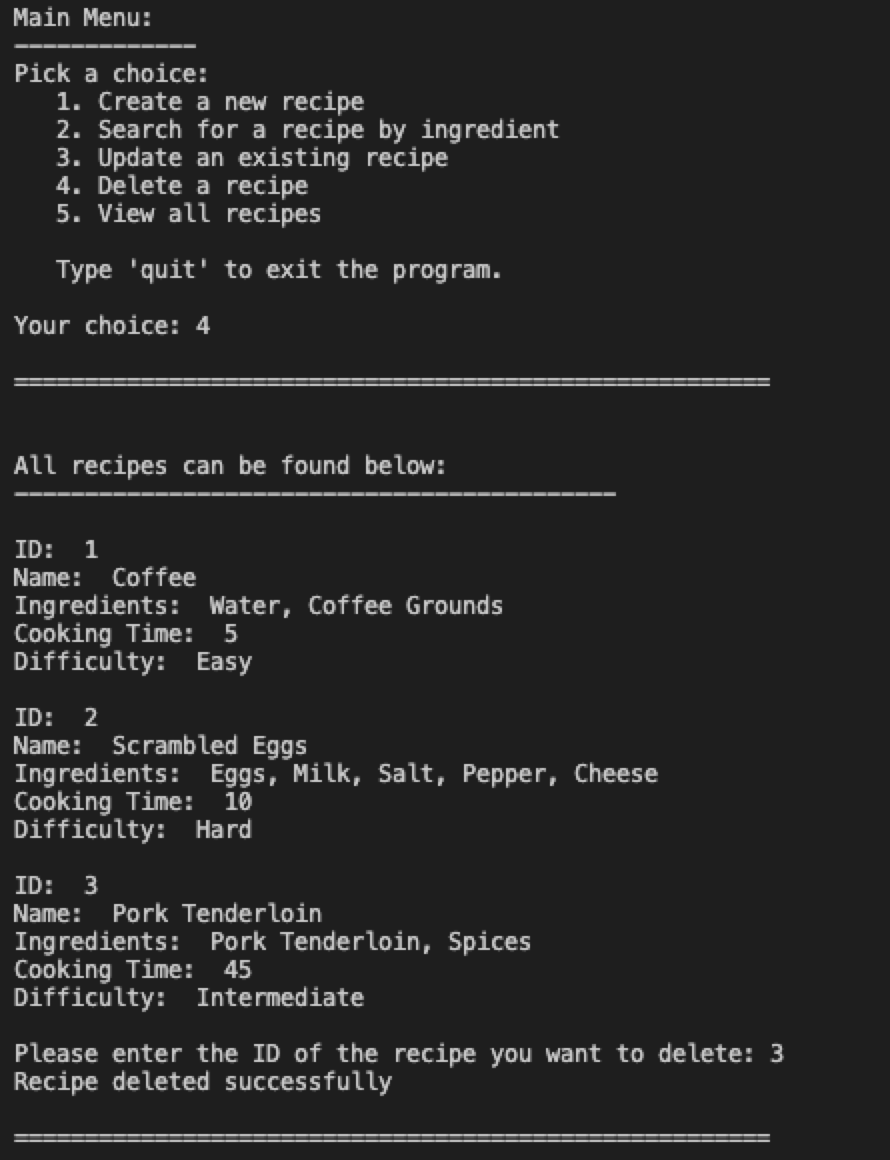 Main Menu:
-------------
Pick a choice:
   1. Create a new recipe
   2. Search for a recipe by ingredient
   3. Update an existing recipe
   4. Delete a recipe
   5. View all recipes

   Type 'quit' to exit the program.

Your choice: 4

======================================================


All recipes can be found below:
-------------------------------------------

ID:  1
Name:  Coffee
Ingredients:  Water, Coffee Grounds
Cooking Time:  5
Difficulty:  Easy

ID:  2
Name:  Scrambled Eggs
Ingredients:  Eggs, Milk, Salt, Pepper, Cheese
Cooking Time:  10
Difficulty:  Hard

ID:  3
Name:  Pork Tenderloin
Ingredients:  Pork Tenderloin, Spices
Cooking Time:  45
Difficulty:  Intermediate

Please enter the ID of the recipe you want to delete: 3
Recipe deleted successfully

======================================================